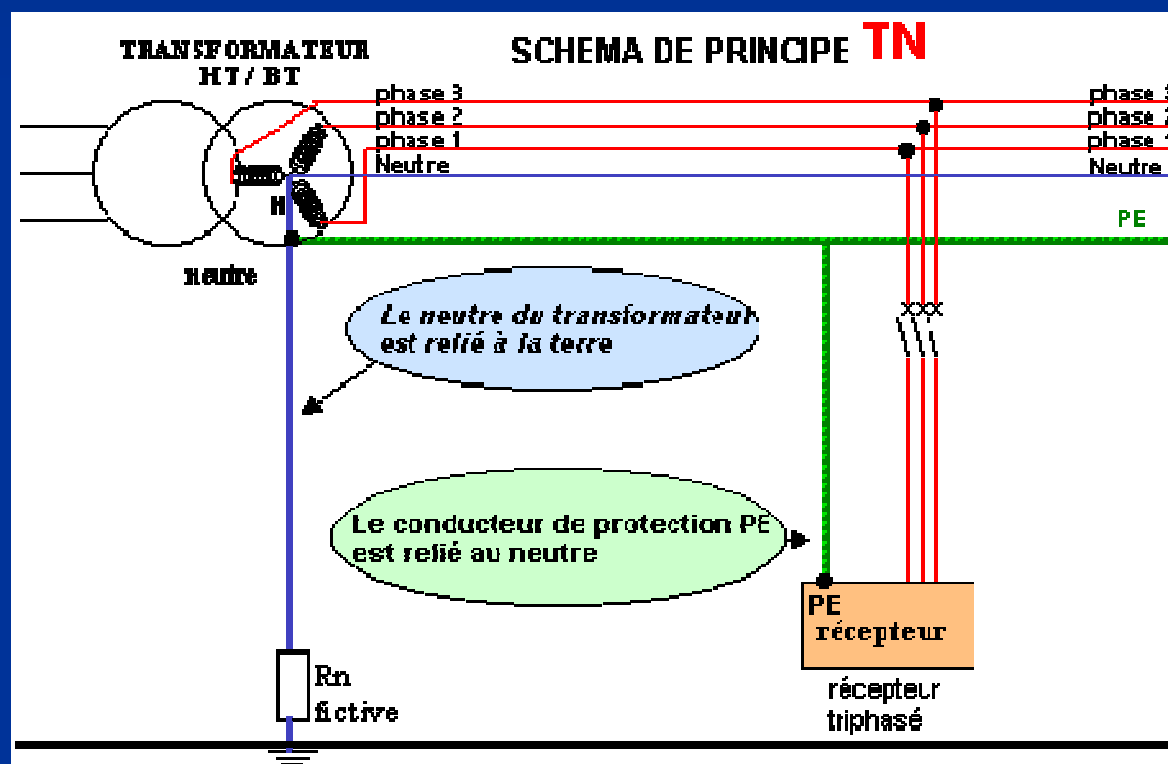 TRANSFORMATEUR
HT / BT
SCHEMA DE PRINCIPE TN
phase 3
phase 2
phase 1
Neutre
phase 3
phase 2
phase 1
Neutre
PE
N
neutre
Le neutre du transformateur
est relié à la terre
Le conducteur de protection PE
est relié au neutre
PE
récepteur
Rn
fictive
récepteur
triphasé